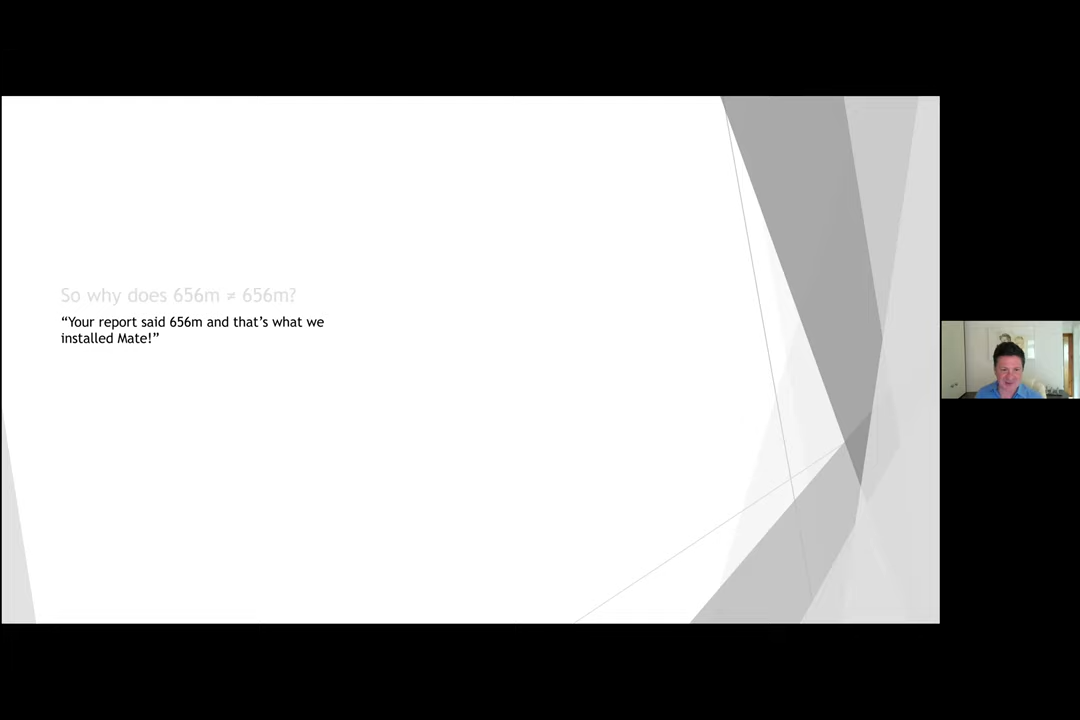 So why does 656m ≠ 656m?
“Your report said 656m and that’s what we
installed Mate!”